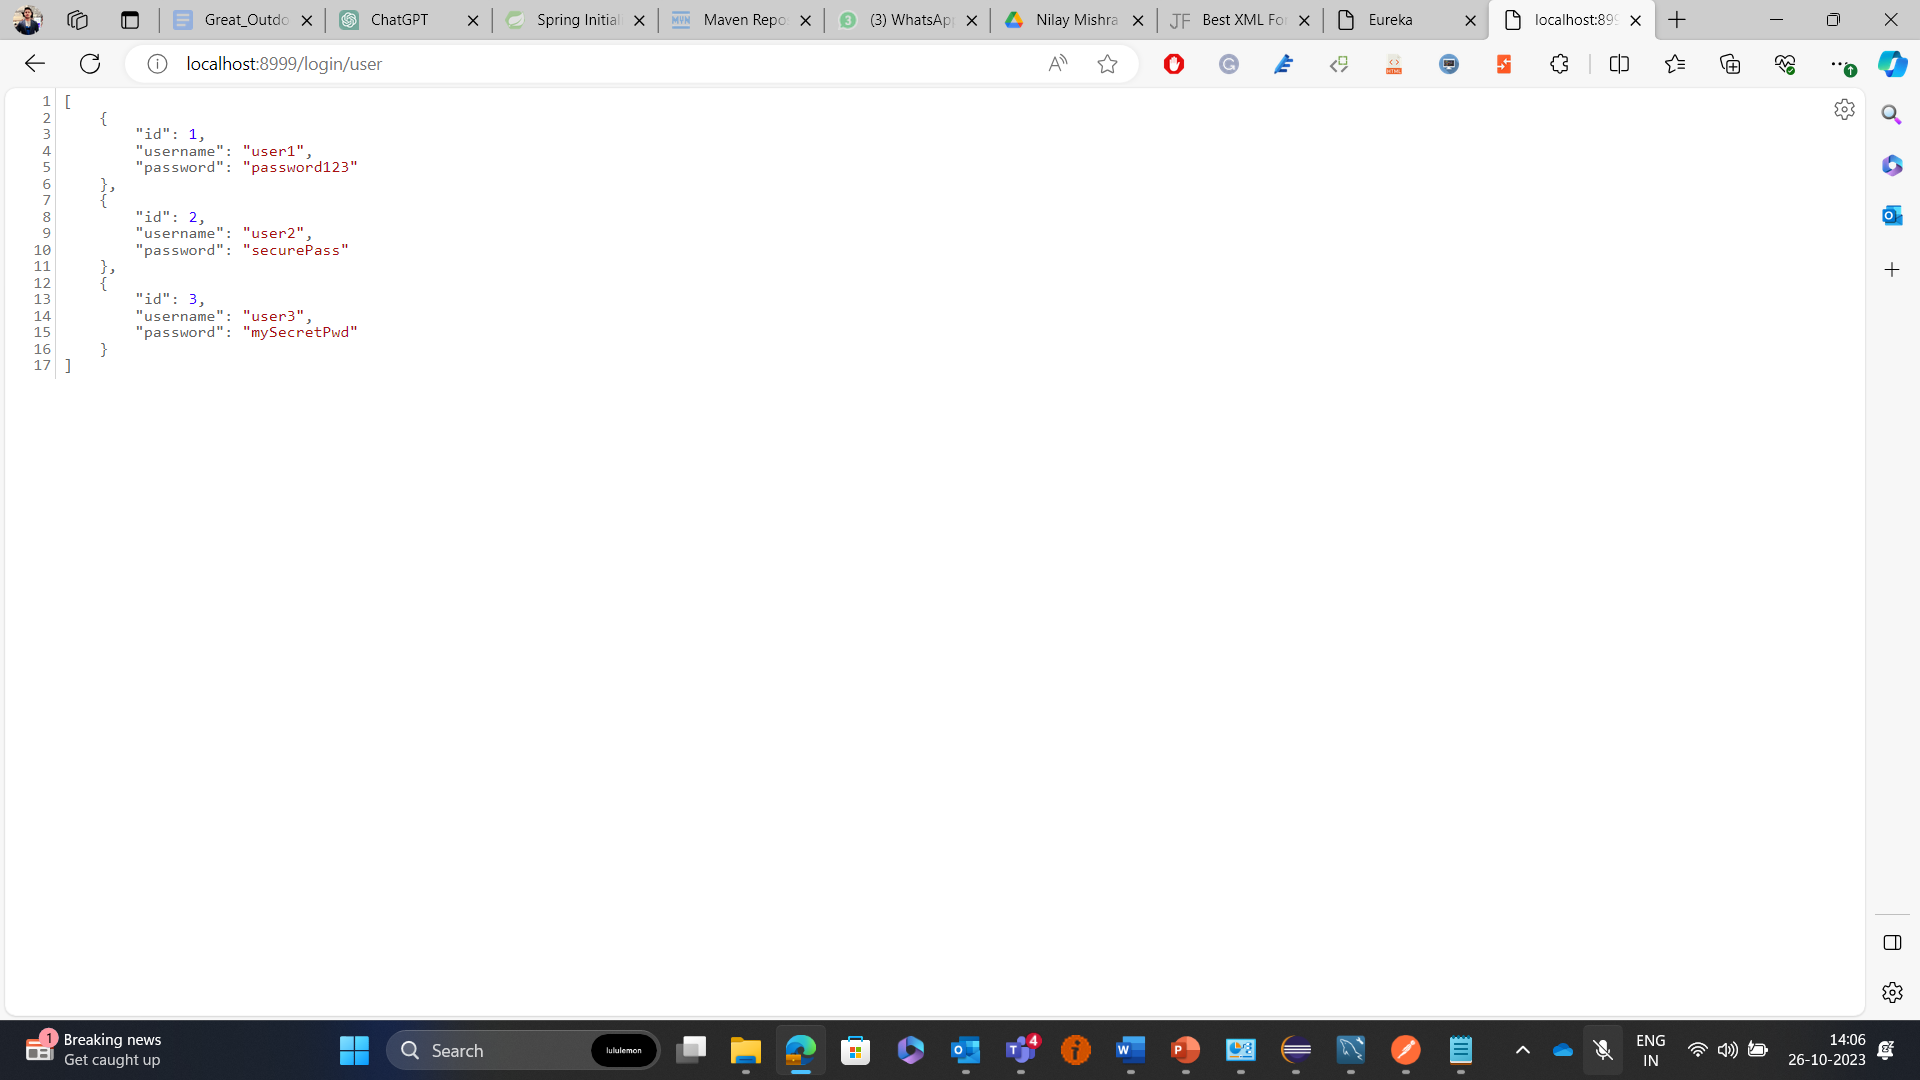 Great_Outdo
ChatGPT
Spring Initial
Maven Repo
(3) WhatsApp
Nilay Mishra
Best XML For
Eureka
localhost:899
localhost:8999/login/user
1 [
2 {
3 "id": 1,
4 "username": "user1",
5 "password": "password123"
6 },
7 {
8 "id": 2,
9 "username": "user2",
10 "password": "securePass"
11 },
12 {
13 "id": 3,
14 "username": "user3",
15 "password": "mySecretPwd"
16 }
17 ]
1
Breaking news
Get caught up
Search
lululemon
4
ENG
IN
14:06
26-10-2023